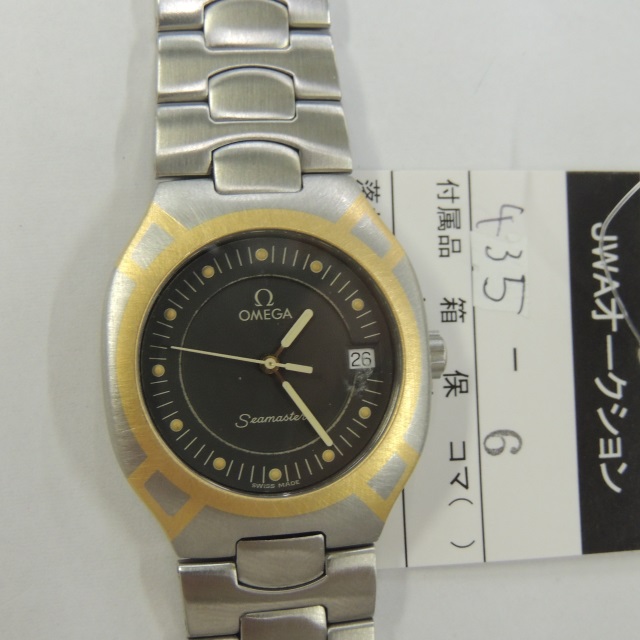 Ω
OMEGA
26
Seamaster
SWISS MADE
JWAオークション
435-6
付属品 箱 保 コマ( )